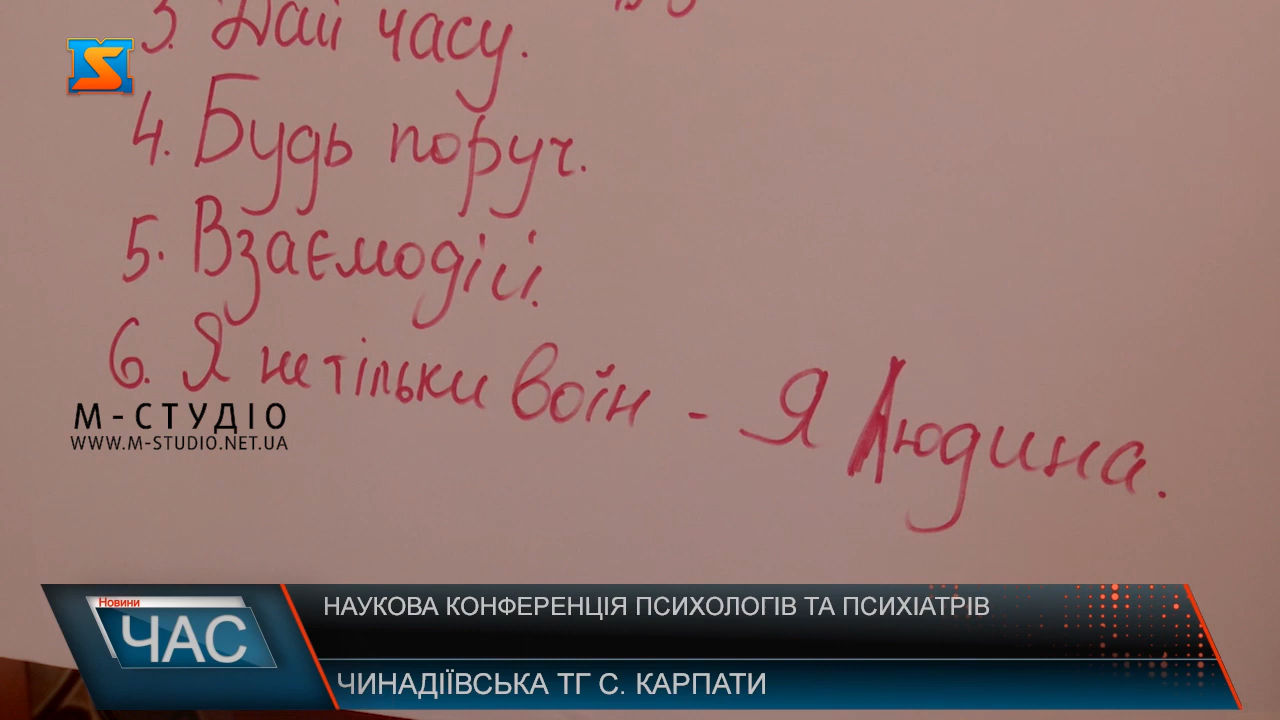 3. Дай часу.
4. Будь поруч.
5. Взаємодій.
6. Я не тільки воїн - Я Людина.
М-СТУДІО
WWW.M-STUDIO.NET.UA
Новини
ЧАС
НАУКОВА КОНФЕРЕНЦІЯ ПСИХОЛОГІВ ТА ПСИХІАТРІВ
ЧИНАДІЇВСЬКА ТГ С. КАРПАТИ